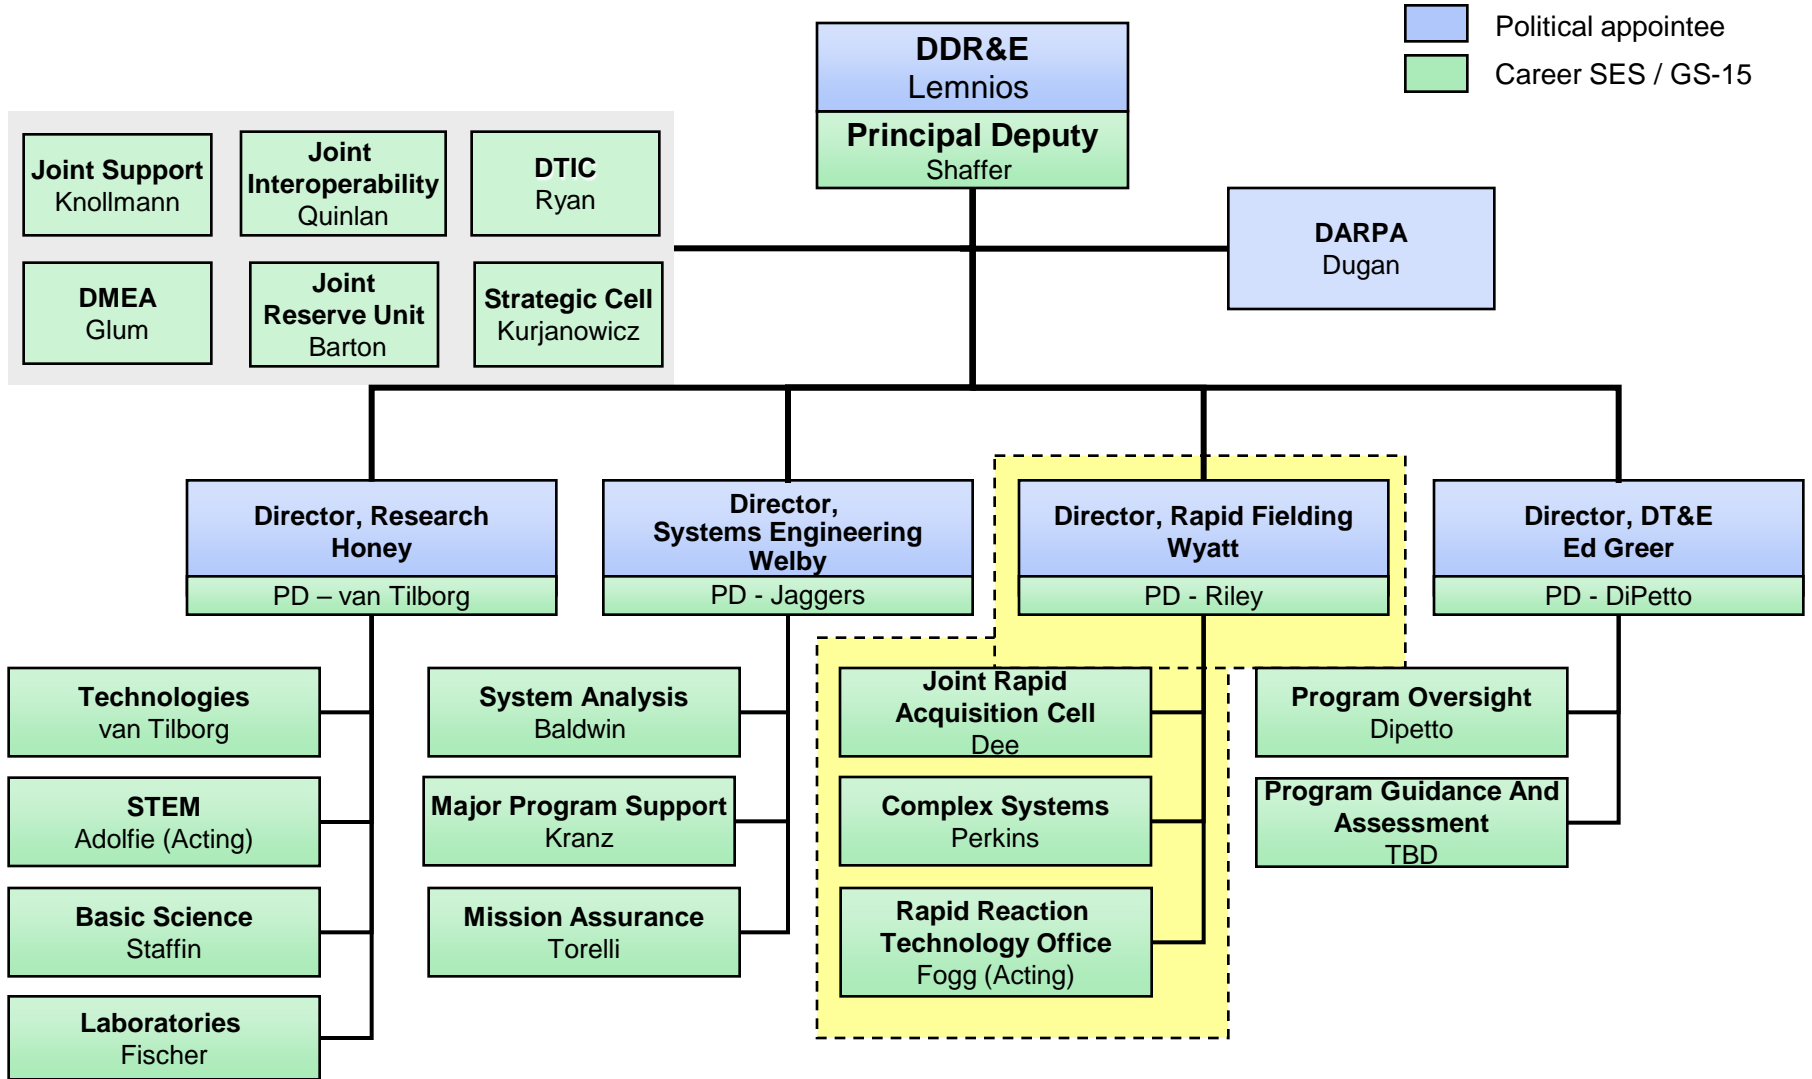 Political appointee
Career SES / GS-15
DDR&E
Lemnios
Principal Deputy
Shaffer
Joint Support
Knollmann
Joint
Interoperability
Quinlan
DTIC
Ryan
DMEA
Glum
Joint
Reserve Unit
Barton
Strategic Cell
Kurjanowicz
DARPA
Dugan
Director, Research
Honey
PD – van Tilborg
Director,
Systems Engineering
Welby
PD - Jaggers
Director, Rapid Fielding
Wyatt
PD - Riley
Director, DT&E
Ed Greer
PD - DiPetto
Technologies
van Tilborg
STEM
Adolfie (Acting)
Basic Science
Staffin
Laboratories
Fischer
System Analysis
Baldwin
Major Program Support
Kranz
Mission Assurance
Torelli
Joint Rapid
Acquisition Cell
Dee
Complex Systems
Perkins
Rapid Reaction
Technology Office
Fogg (Acting)
Program Oversight
Dipetto
Program Guidance And
Assessment
TBD